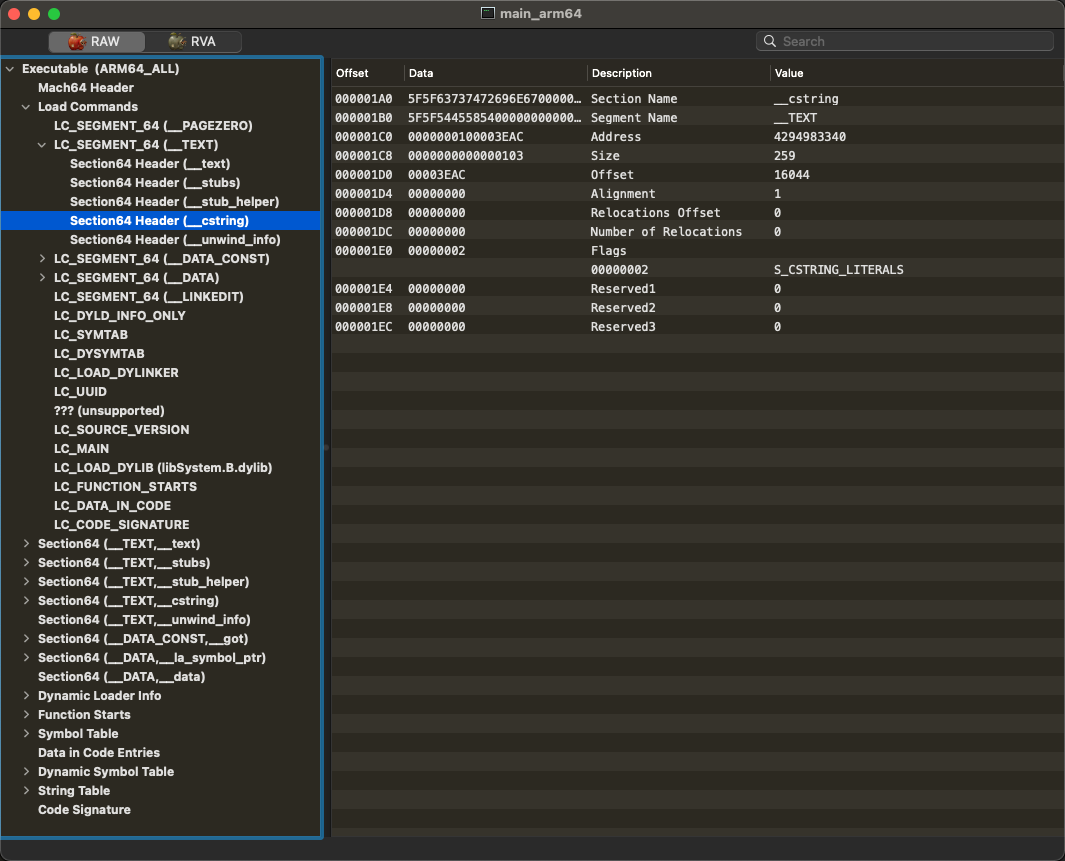 main_arm64
RAW RVA Search
Executable (ARM64_ALL)
Mach64 Header
Load Commands
LC_SEGMENT_64 (__PAGEZERO)
LC_SEGMENT_64 (__TEXT)
Section64 Header (__text)
Section64 Header (__stubs)
Section64 Header (__stub_helper)
Section64 Header (__cstring)
Section64 Header (__unwind_info)
LC_SEGMENT_64 (__DATA_CONST)
LC_SEGMENT_64 (__DATA)
LC_SEGMENT_64 (__LINKEDIT)
LC_DYLD_INFO_ONLY
LC_SYMTAB
LC_DYSYMTAB
LC_LOAD_DYLINKER
LC_UUID
??? (unsupported)
LC_SOURCE_VERSION
LC_MAIN
LC_LOAD_DYLIB (libSystem.B.dylib)
LC_FUNCTION_STARTS
LC_DATA_IN_CODE
LC_CODE_SIGNATURE
Section64 (__TEXT,__text)
Section64 (__TEXT,__stubs)
Section64 (__TEXT,__stub_helper)
Section64 (__TEXT,__cstring)
Section64 (__TEXT,__unwind_info)
Section64 (__DATA_CONST,__got)
Section64 (__DATA,__la_symbol_ptr)
Section64 (__DATA,__data)
Dynamic Loader Info
Function Starts
Symbol Table
Data in Code Entries
Dynamic Symbol Table
String Table
Code Signature
Offset Data Description Value
000001A0 5F5F63737472696E6700000… Section Name __cstring
000001B0 5F5F5445585400000000000… Segment Name __TEXT
000001C0 0000000100003EAC Address 4294983340
000001C8 0000000000000103 Size 259
000001D0 00003EAC Offset 16044
000001D4 00000000 Alignment 1
000001D8 00000000 Relocations Offset 0
000001DC 00000000 Number of Relocations 0
000001E0 00000002 Flags
00000002 S_CSTRING_LITERALS
000001E4 00000000 Reserved1 0
000001E8 00000000 Reserved2 0
000001EC 00000000 Reserved3 0